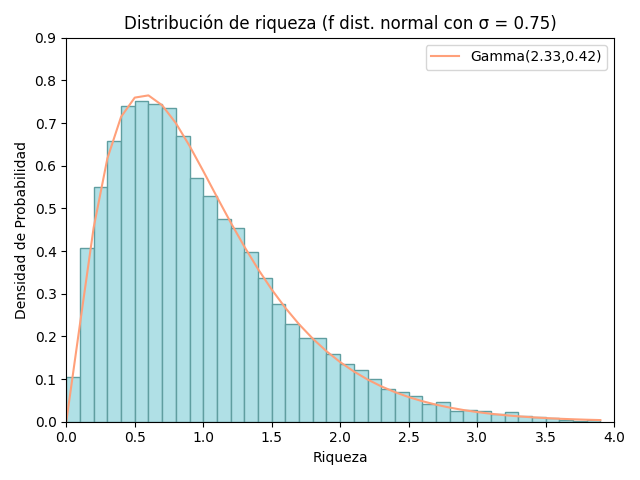 Distribución de riqueza (f dist. normal con σ = 0.75)
Gamma(2.33,0.42)
Densidad de Probabilidad
0.9
0.8
0.7
0.6
0.5
0.4
0.3
0.2
0.1
0.0
0.0 0.5 1.0 1.5 2.0 2.5 3.0 3.5 4.0
Riqueza